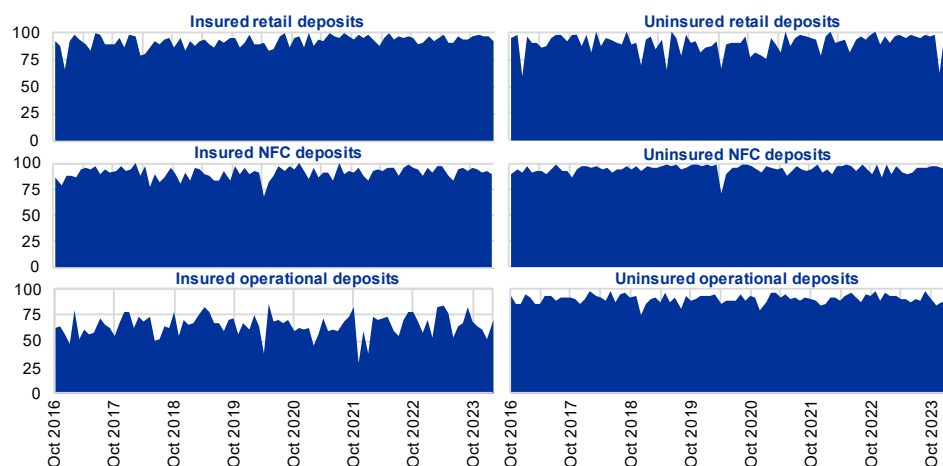 Insured retail deposits
Uninsured retail deposits
100
75
50
25
0
Insured NFC deposits
Uninsured NFC deposits
100
75
50
25
0
Insured operational deposits
Uninsured operational deposits
100
75
50
25
0
Oct 2016
Oct 2017
Oct 2018
Oct 2019
Oct 2020
Oct 2021
Oct 2022
Oct 2023
Oct 2016
Oct 2017
Oct 2018
Oct 2019
Oct 2020
Oct 2021
Oct 2022
Oct 2023